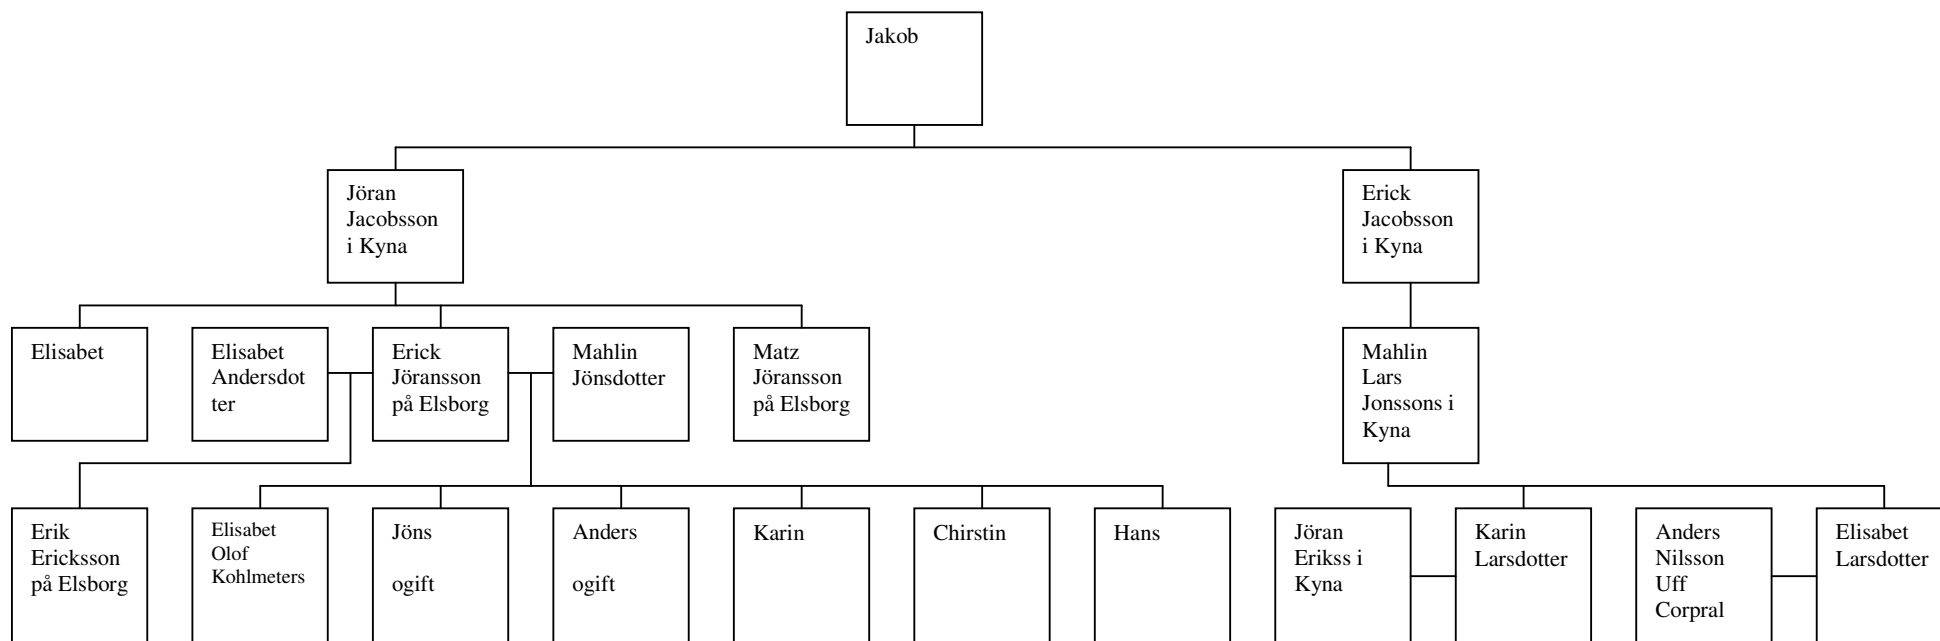 Jakob
Jöran
Jacobsson
i Kyna
Erick
Jacobsson
i Kyna
Elisabet
Elisabet
Andersdot
ter
Erick
Jöransson
på Elsborg
Mahlin
Jönsdotter
Matz
Jöransson
på Elsborg
Mahlin
Lars
Jonssons i
Kyna
Erik
Ericksson
på Elsborg
Elisabet
Olof
Kohlmeters
Jöns
ogift
Anders
ogift
Karin
Chirstin
Hans
Jöran
Erikss i
Kyna
Karin
Larsdotter
Anders
Nilsson
Uff
Corpral
Elisabet
Larsdotter